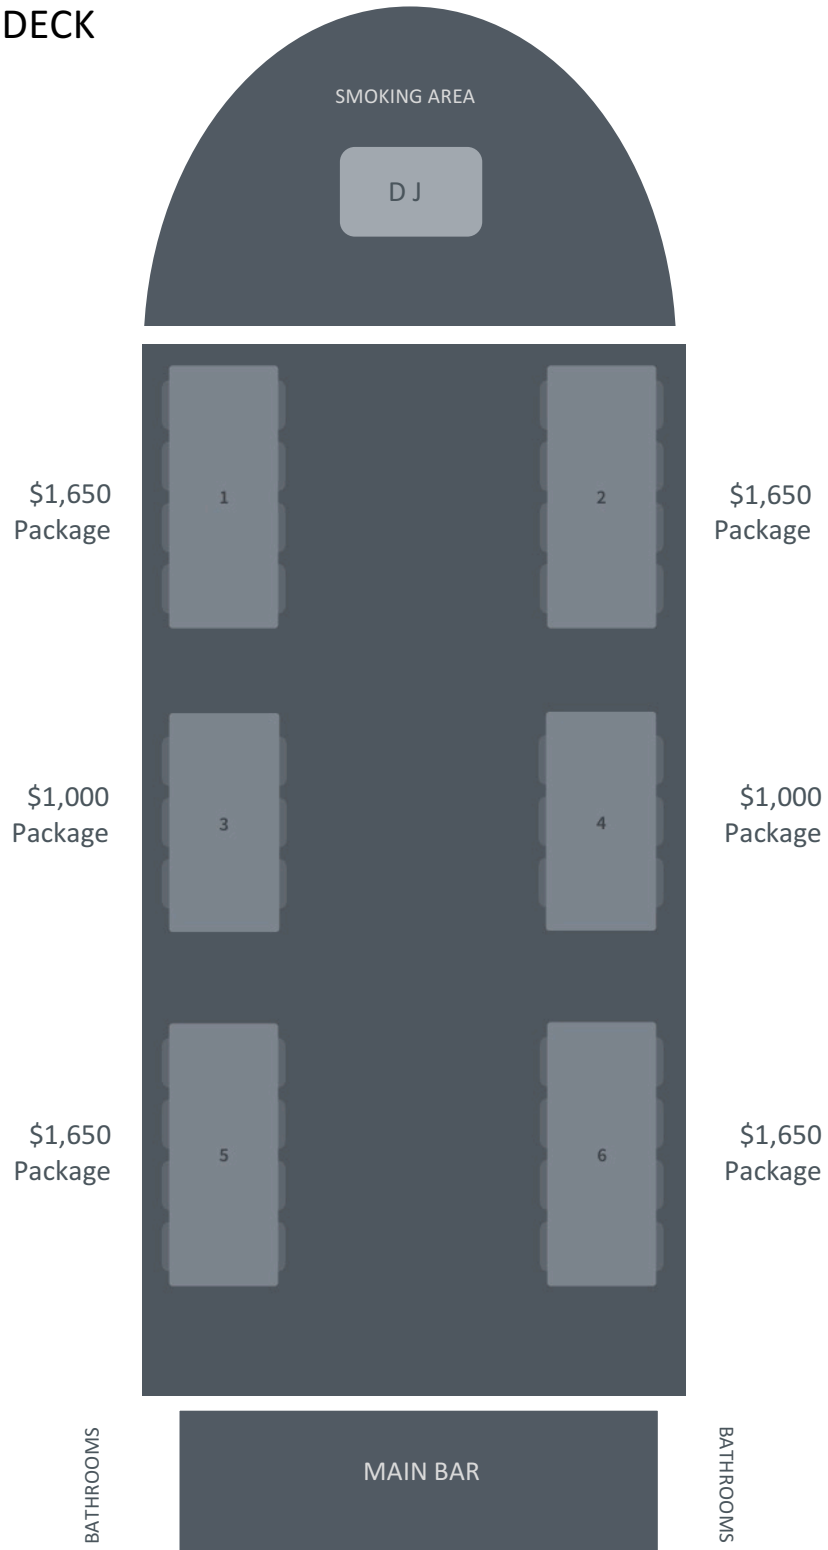 DECK
SMOKING AREA
D J
1
2
$1,650
Package
$1,650
Package
3
4
$1,000
Package
$1,000
Package
5
6
$1,650
Package
$1,650
Package
BATHROOMS
MAIN BAR
BATHROOMS